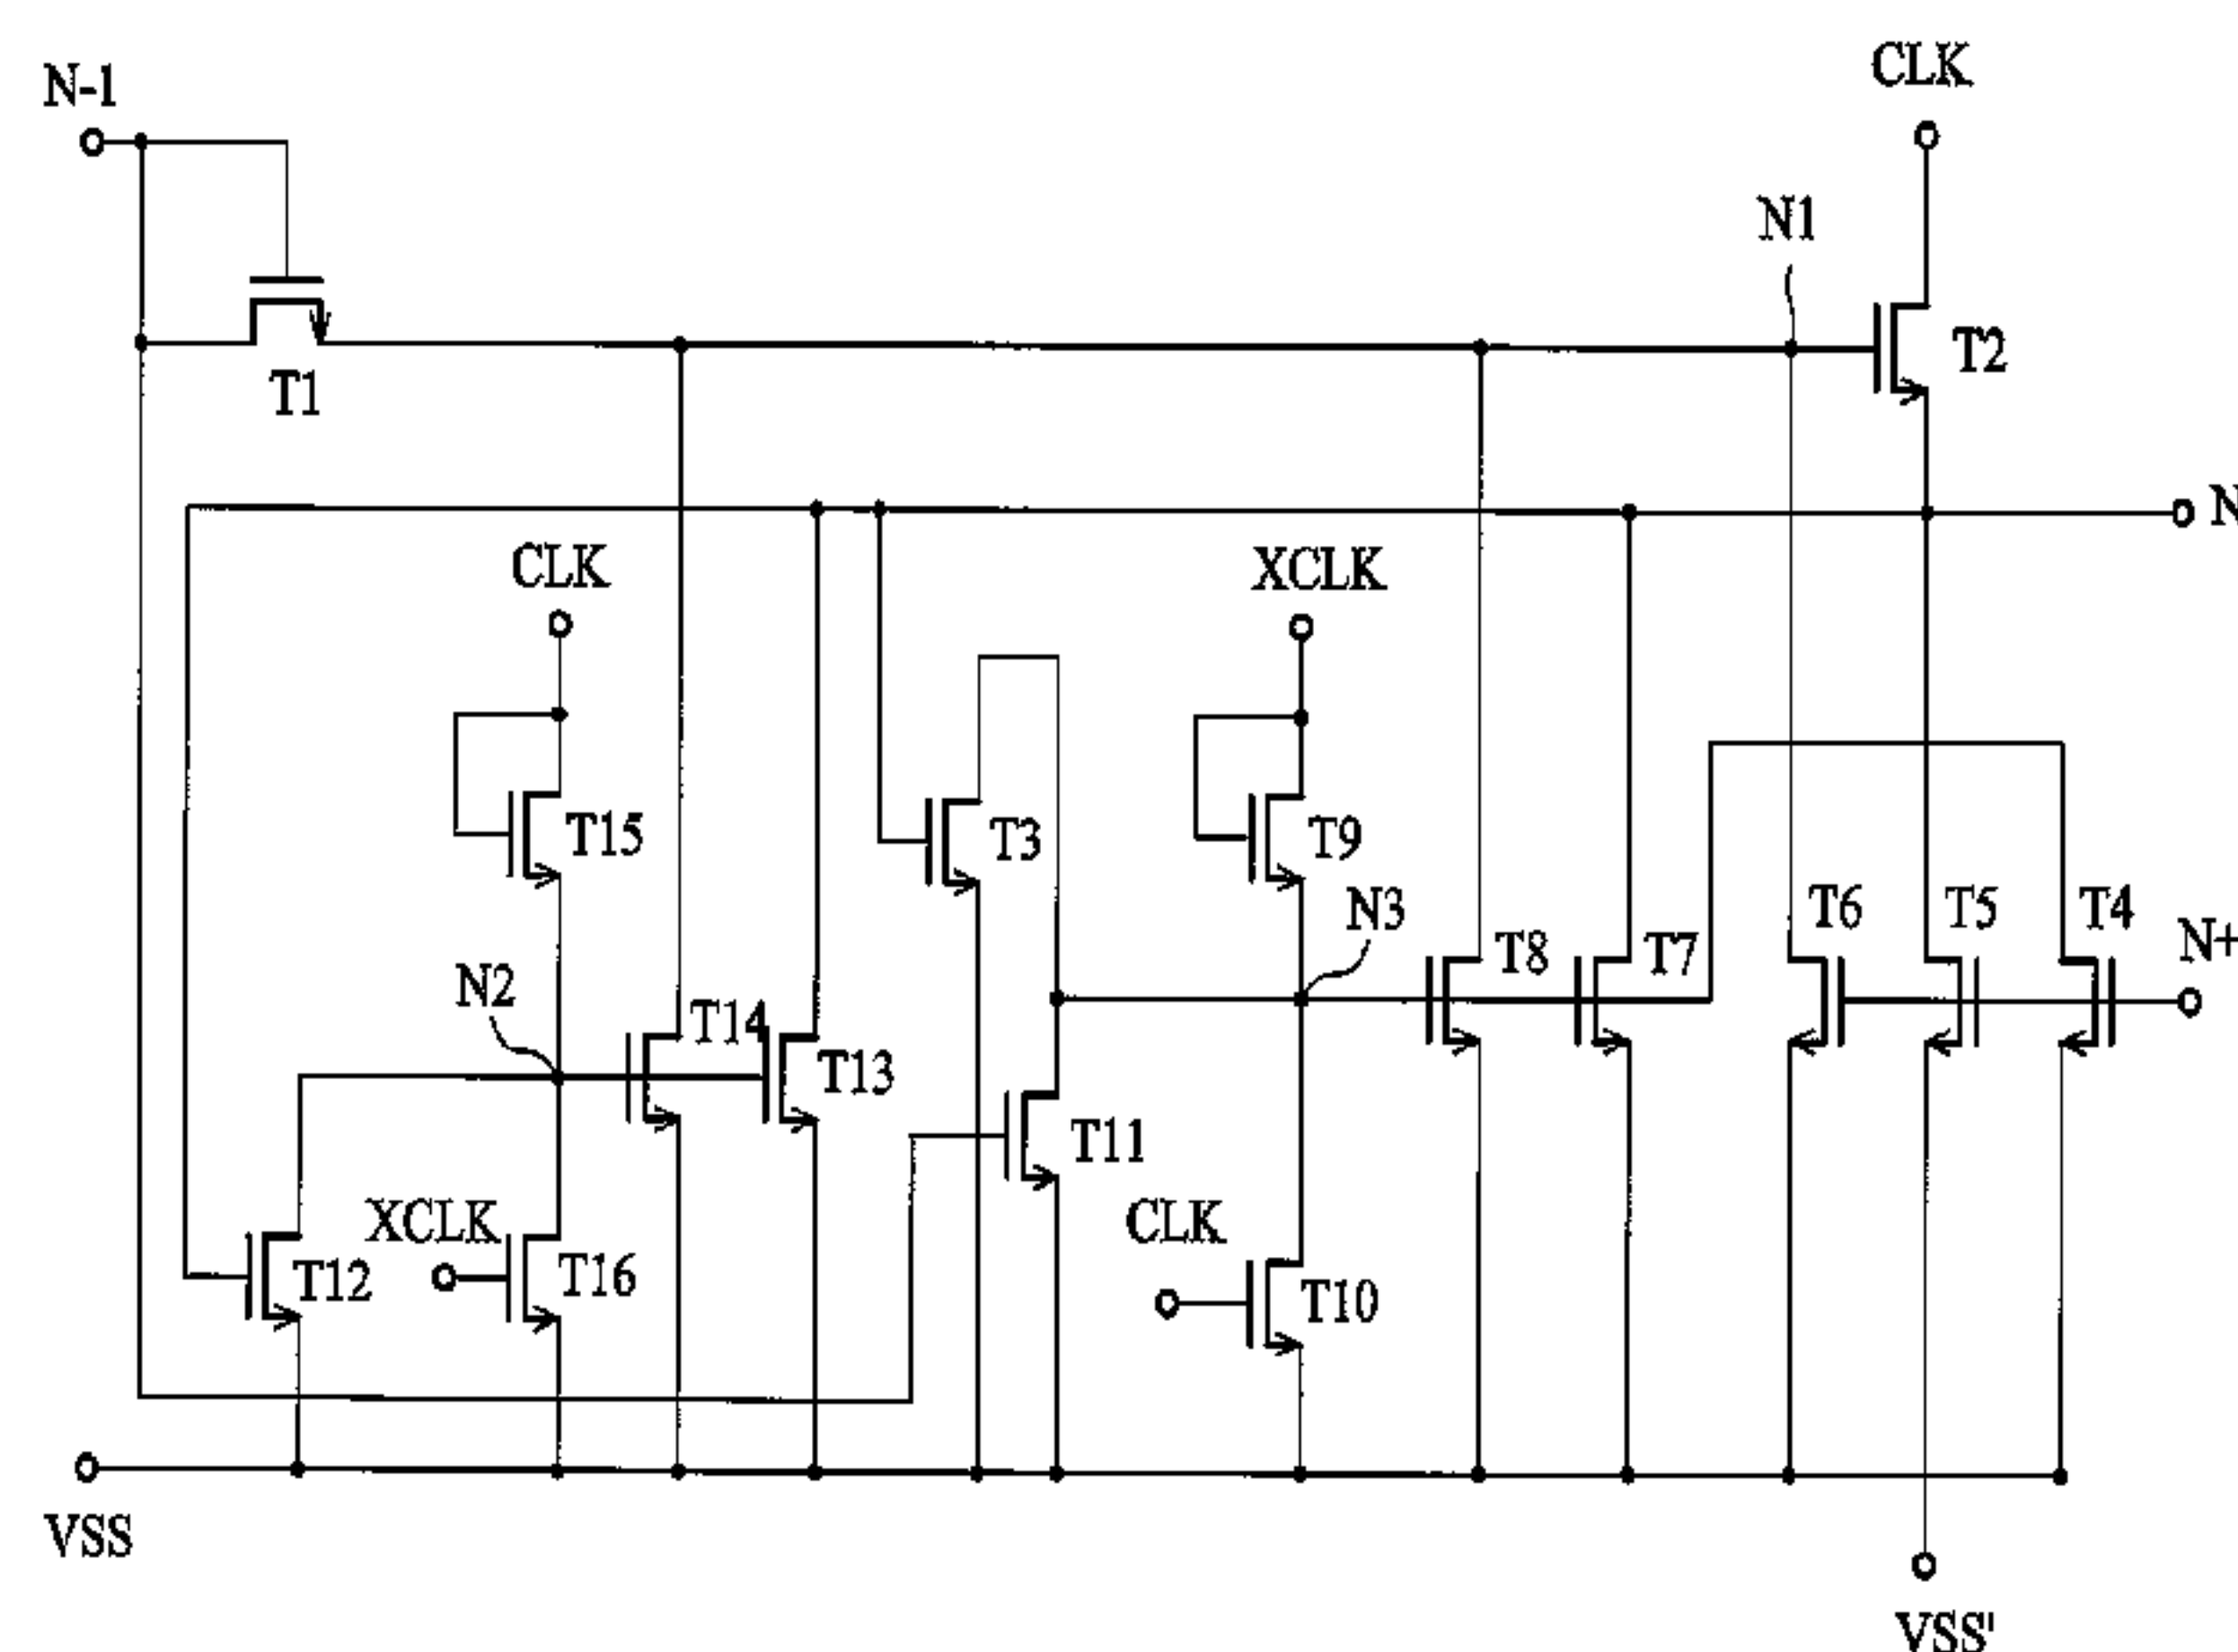 N-1
CLK
N1
T2
T1
N
CLK
XCLK
T15
T3
T9
N3
T6
T5
T4
N+
T8
T7
N2
T14
T13
T11
XCLK
CLK
T12
T16
T10
VSS
VSS'